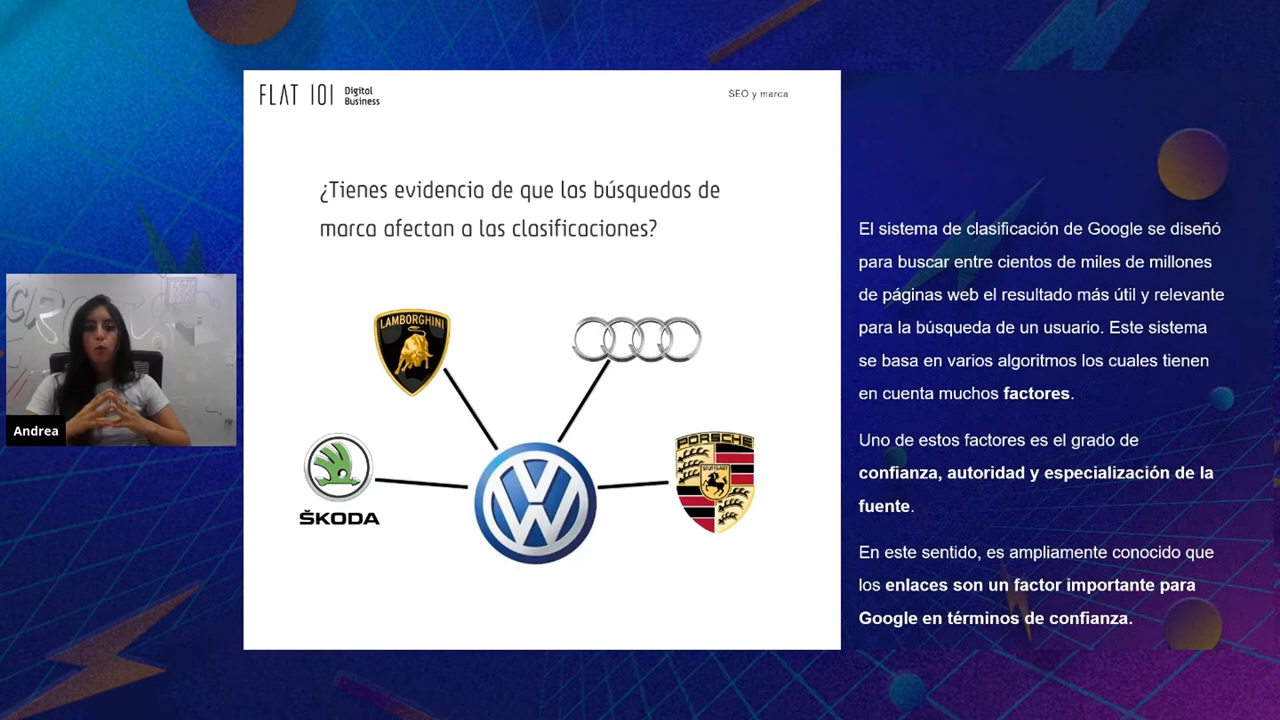 FLAT 101 Digital
Business
SEO y marca
¿Tienes evidencia de que las búsquedas de
marca afectan a las clasificaciones?
LAMBORGHINI
ŠKODA
PORSCHE
STUTTGART
Andrea
El sistema de clasificación de Google se diseñó
para buscar entre cientos de miles de millones
de páginas web el resultado más útil y relevante
para la búsqueda de un usuario. Este sistema
se basa en varios algoritmos los cuales tienen
en cuenta muchos factores.
Uno de estos factores es el grado de
confianza, autoridad y especialización de la
fuente.
En este sentido, es ampliamente conocido que
los enlaces son un factor importante para
Google en términos de confianza.